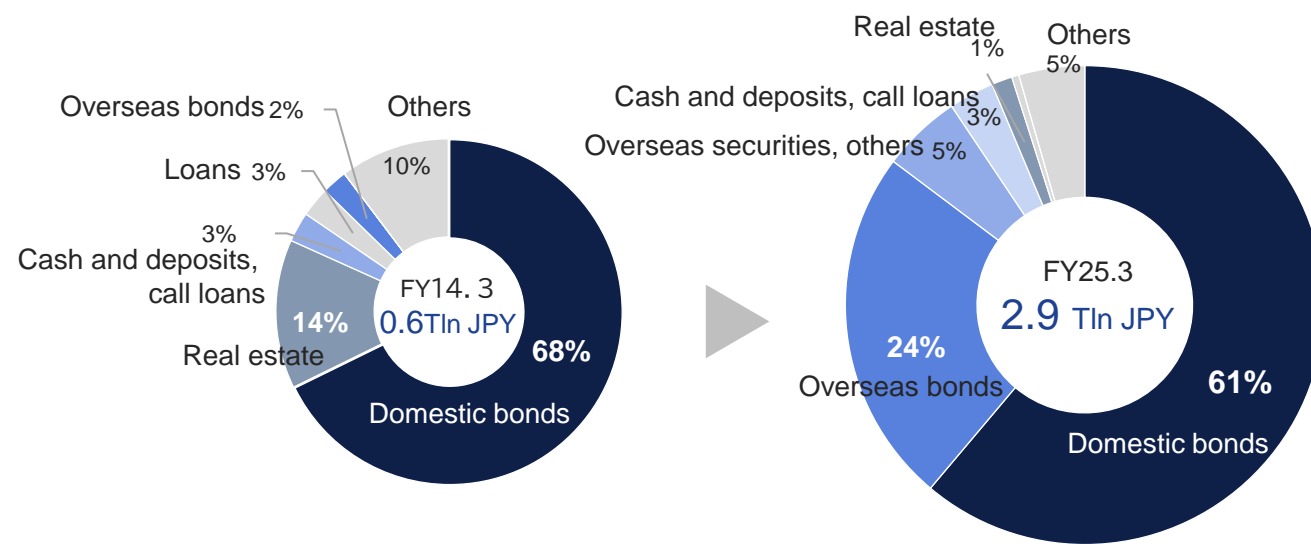 Overseas bonds 2%
Others
10%
Loans 3%
3%
Cash and deposits,
call loans
14%
Real estate
FY14. 3
0.6Tln JPY
68%
Domestic bonds
Real estate
1%
Others
5%
Cash and deposits, call loans
3%
Overseas securities, others 5%
FY25.3
2.9 Tln JPY
24%
Overseas bonds
61%
Domestic bonds